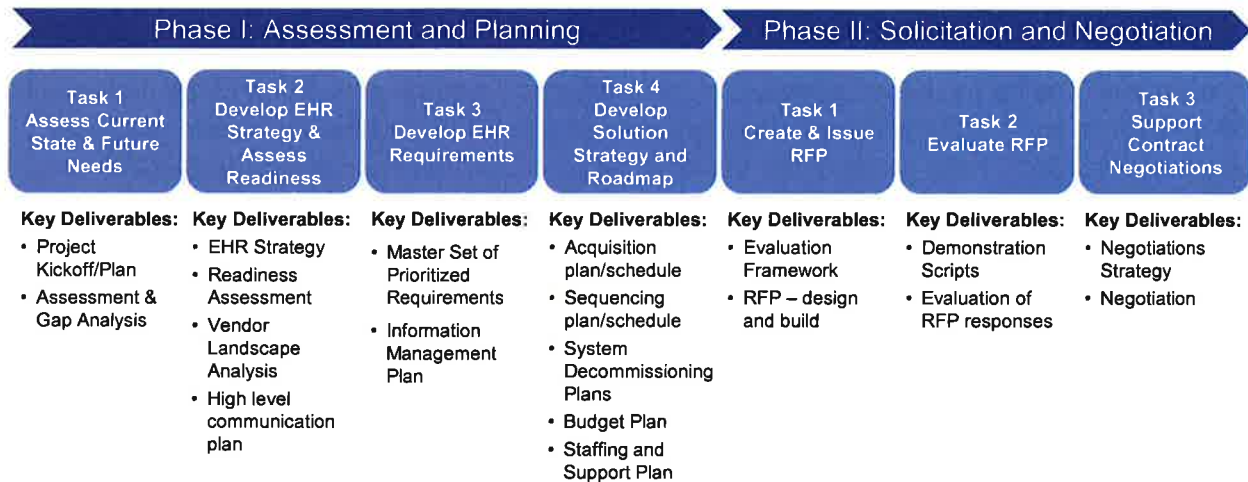 Phase I: Assessment and Planning
Phase II: Solicitation and Negotiation
Task 1
Assess Current
State & Future
Needs
Task 2
Develop EHR
Strategy &
Assess
Readiness
Task 3
Develop EHR
Requirements
Task 4
Develop
Solution
Strategy and
Roadmap
Task 1
Create & Issue
RFP
Task 2
Evaluate RFP
Task 3
Support
Contract
Negotiations
Key Deliverables:
• Project
Kickoff/Plan
• Assessment &
Gap Analysis
Key Deliverables:
• EHR Strategy
• Readiness
Assessment
• Vendor
Landscape
Analysis
• High level
communication
plan
Key Deliverables:
• Master Set of
Prioritized
Requirements
• Information
Management
Plan
Key Deliverables:
• Acquisition
plan/schedule
• Sequencing
plan/schedule
• System
Decommissioning
Plans
• Budget Plan
• Staffing and
Support Plan
Key Deliverables:
• Evaluation
Framework
• RFP – design
and build
Key Deliverables:
• Demonstration
Scripts
• Evaluation of
RFP responses
Key Deliverables:
• Negotiations
Strategy
• Negotiation